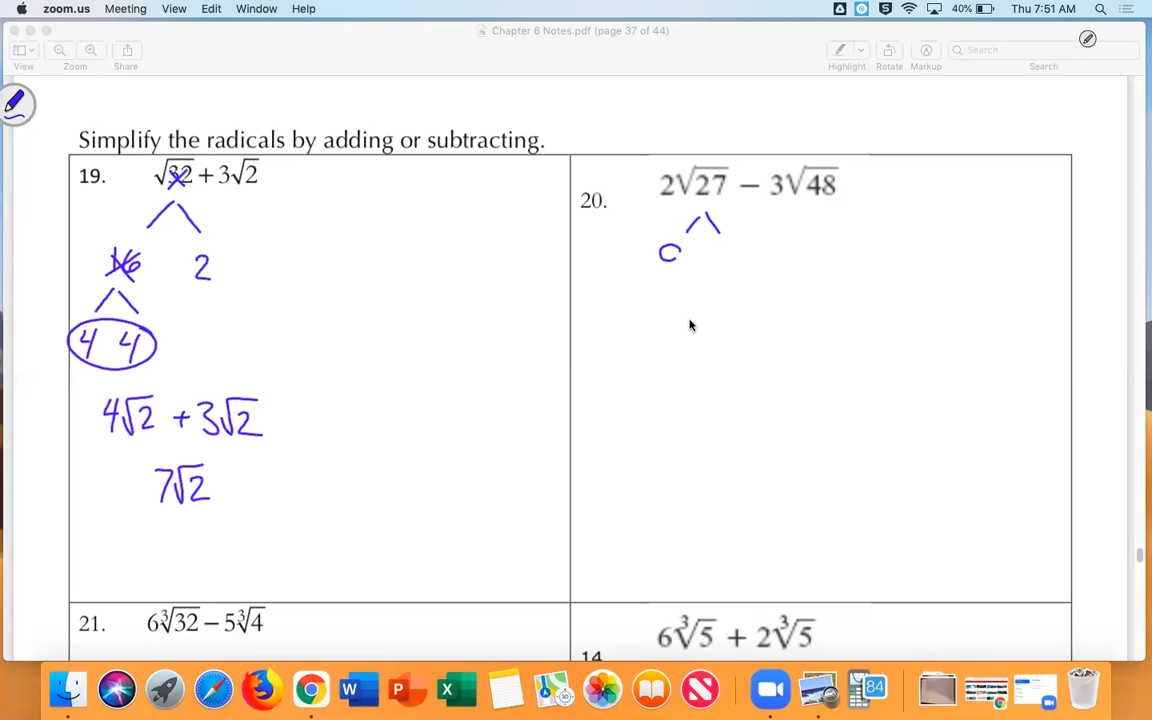 zoom.us Meeting View Edit Window Help
40% Thu 7:51 AM
Chapter 6 Notes.pdf (page 37 of 44)
Search
View Zoom Share Highlight Rotate Markup Search
Simplify the radicals by adding or subtracting.
19. √32 + 3√2
16 2
4 4
4√2 + 3√2
7√2
20. 2√27 − 3√48
21. 6∛32 − 5∛4
14 6∛5 + 2∛5
W P X 30 84